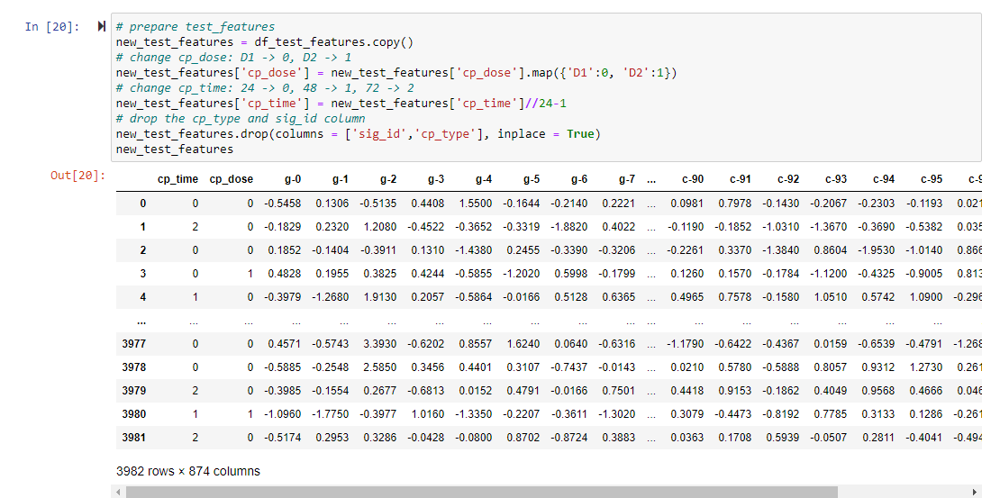 In [20]:
# prepare test_features
new_test_features = df_test_features.copy()
# change cp_dose: D1 -> 0, D2 -> 1
new_test_features['cp_dose'] = new_test_features['cp_dose'].map({'D1':0, 'D2':1})
# change cp_time: 24 -> 0, 48 -> 1, 72 -> 2
new_test_features['cp_time'] = new_test_features['cp_time']//24-1
# drop the cp_type and sig_id column
new_test_features.drop(columns = ['sig_id','cp_type'], inplace = True)
new_test_features
Out[20]:
cp_time cp_dose g-0 g-1 g-2 g-3 g-4 g-5 g-6 g-7 ... c-90 c-91 c-92 c-93 c-94 c-95
0 0 0 -0.5458 0.1306 -0.5135 0.4408 1.5500 -0.1644 -0.2140 0.2221 ... 0.0981 0.7978 -0.1430 -0.2067 -0.2303 -0.1193 0.021
1 2 0 -0.1829 0.2320 1.2080 -0.4522 -0.3652 -0.3319 -1.8820 0.4022 ... -0.1190 -0.1852 -1.0310 -1.3670 -0.3690 -0.5382 0.035
2 0 0 0.1852 -0.1404 -0.3911 0.1310 -1.4380 0.2455 -0.3390 -0.3206 ... -0.2261 0.3370 -1.3840 0.8604 -1.9530 -1.0140 0.866
3 0 1 0.4828 0.1955 0.3825 0.4244 -0.5855 -1.2020 0.5998 -0.1799 ... 0.1260 0.1570 -0.1784 -1.1200 -0.4325 -0.9005 0.813
4 1 0 -0.3979 -1.2680 1.9130 0.2057 -0.5864 -0.0166 0.5128 0.6365 ... 0.4965 0.7578 -0.1580 1.0510 0.5742 1.0900 -0.296
... ... ... ... ... ... ... ... ... ... ... ... ... ... ... ... ... ...
3977 0 0 0.4571 -0.5743 3.3930 -0.6202 0.8557 1.6240 0.0640 -0.6316 ... -1.1790 -0.6422 -0.4367 0.0159 -0.6539 -0.4791 -1.268
3978 0 0 -0.5885 -0.2548 2.5850 0.3456 0.4401 0.3107 -0.7437 -0.0143 ... 0.0210 0.5780 -0.5888 0.8057 0.9312 1.2730 0.261
3979 2 0 -0.3985 -0.1554 0.2677 -0.6813 0.0152 0.4791 -0.0166 0.7501 ... 0.4418 0.9153 -0.1862 0.4049 0.9568 0.4666 0.046
3980 1 1 -1.0960 -1.7750 -0.3977 1.0160 -1.3350 -0.2207 -0.3611 -1.3020 ... 0.3079 -0.4473 -0.8192 0.7785 0.3133 0.1286 -0.261
3981 2 0 -0.5174 0.2953 0.3286 -0.0428 -0.0800 0.8702 -0.8724 0.3883 ... 0.0363 0.1708 0.5939 -0.0507 0.2811 -0.4041 -0.494
3982 rows × 874 columns